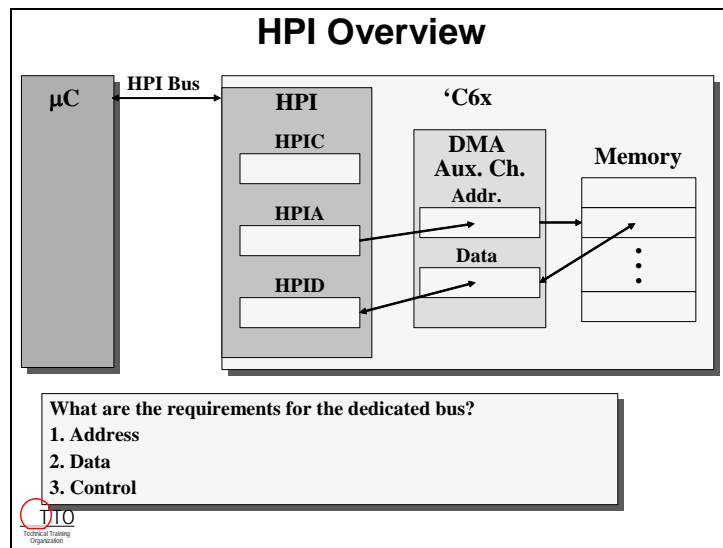 HPI Overview
μC
HPI Bus
HPI
‘C6x
HPIC
HPIA
HPID
DMA
Aux. Ch.
Addr.
Data
Memory
What are the requirements for the dedicated bus?
1. Address
2. Data
3. Control
TTO
Technical Training
Organization